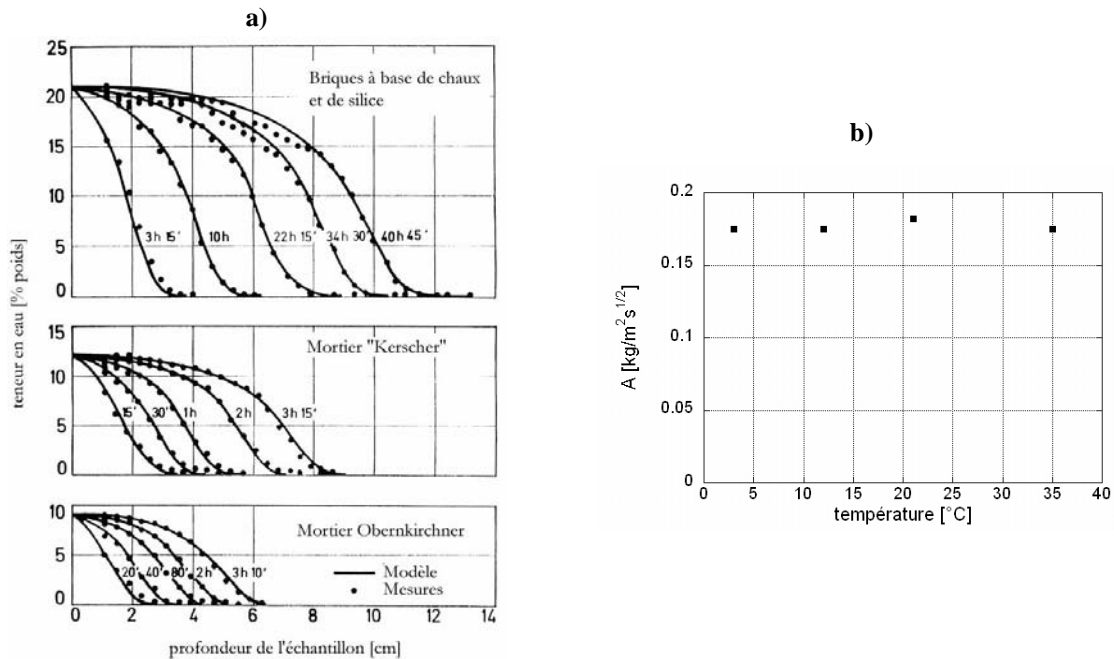 a)
25
20
15
10
5
0
Briques à base de chaux
et de silice
3h 15'
10h
22h 15'
34h 30'
40h 45'
teneur en eau [% poids]
15
10
5
0
Mortier "Kerscher"
15'
30'
1h
2h
3h 15'
10
5
0
Mortier Obernkirchner
20'
40'
80'
2h
3h 10'
Modèle
Mesures
0 2 4 6 8 10 12 14
profondeur de l'échantillon [cm]
b)
0.2
0.15
0.1
0.05
0
A [kg/m²s^1/2]
0 5 10 15 20 25 30 35 40
température [°C]